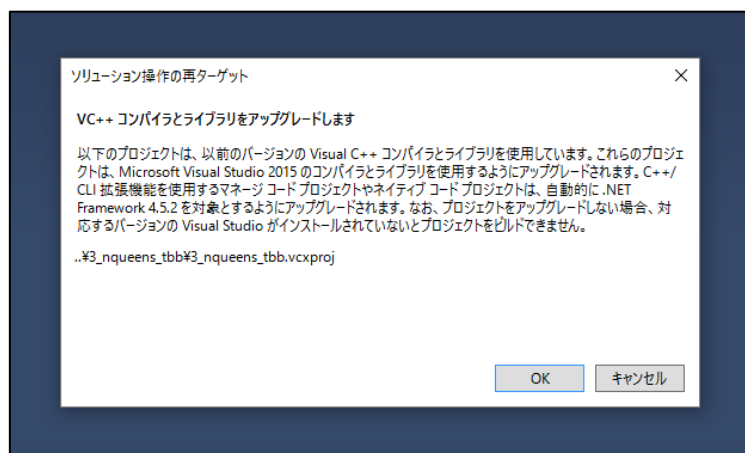 ソリューション操作の再ターゲット
VC++ コンパイラとライブラリをアップグレードします
以下のプロジェクトは、以前のバージョンの Visual C++ コンパイラとライブラリを使用しています。これらのプロジェ
クトは、Microsoft Visual Studio 2015 のコンパイラとライブラリを使用するようにアップグレードされます。C++/
CLI 拡張機能を使用するマネージ コード プロジェクトやネイティブ コード プロジェクトは、自動的に .NET
Framework 4.5.2 を対象とするようにアップグレードされます。なお、プロジェクトをアップグレードしない場合、対
応するバージョンの Visual Studio がインストールされていないとプロジェクトをビルドできません。
..¥3_nqueens_tbb¥3_nqueens_tbb.vcxproj
OK キャンセル